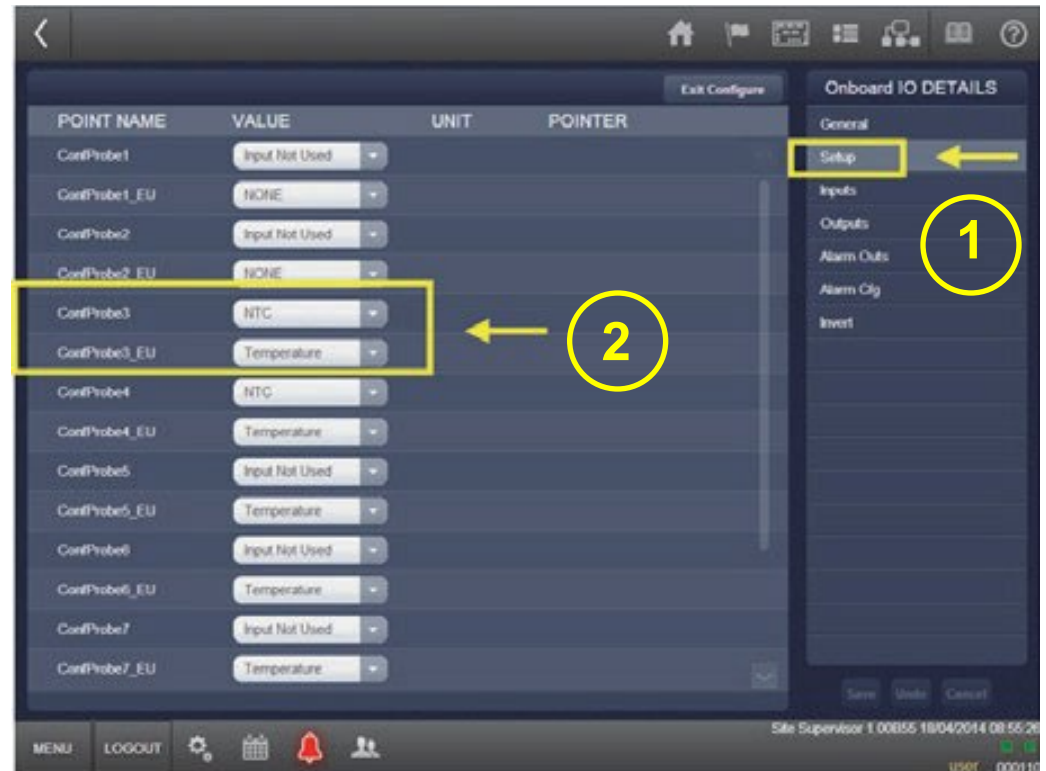 Exit Configure
Onboard IO DETAILS
POINT NAME VALUE UNIT POINTER
General
ConfProbe1 Input Not Used
Setup
ConfProbe1_EU NONE
Inputs
ConfProbe2 Input Not Used
Outputs
1
ConfProbe2_EU NONE
Alarm Outs
ConfProbe3 NTC
Alarm Cfg
2
ConfProbe3_EU Temperature
Invert
ConfProbe4 NTC
ConfProbe4_EU Temperature
ConfProbe5 Input Not Used
ConfProbe5_EU Temperature
ConfProbe6 Input Not Used
ConfProbe6_EU Temperature
ConfProbe7 Input Not Used
ConfProbe7_EU Temperature
Save Undo Cancel
Site Supervisor 1.00B55 18/04/2014 08:55:26
MENU LOGOUT
user 000110